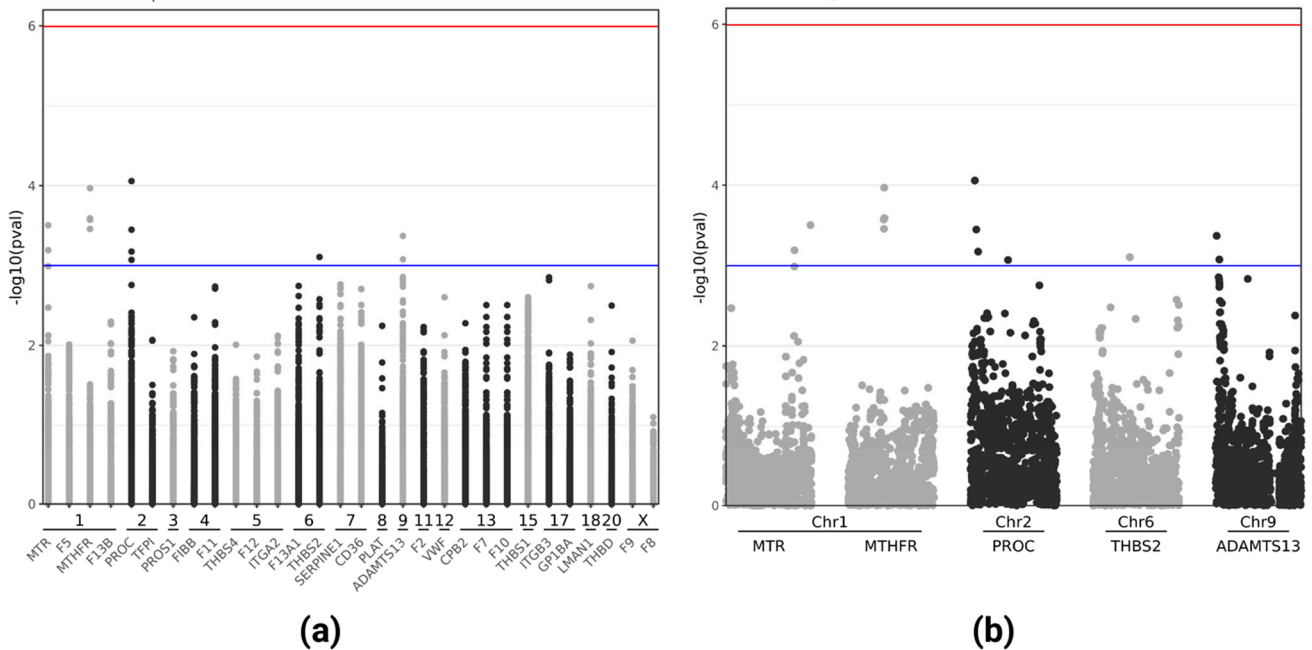 6
4
2
0
-log10(pval)
1 2 3 4 5 6 7 8 9 11 12 13 15 17 18 20 X
MTR F5 MTHFR F13B PROC TFPI PROS1 FIBB F11 THBS4 F12 ITGA2 F13A1 THBS2 SERPINE1 CD36 PLAT ADAMTS13 F2 VWF CPB2 F7 F10 THBS1 ITGB3 GP1BA LMAN1 THBD F9 F8
(a)
6
4
2
0
-log10(pval)
Chr1 Chr2 Chr6 Chr9
MTR MTHFR PROC THBS2 ADAMTS13
(b)